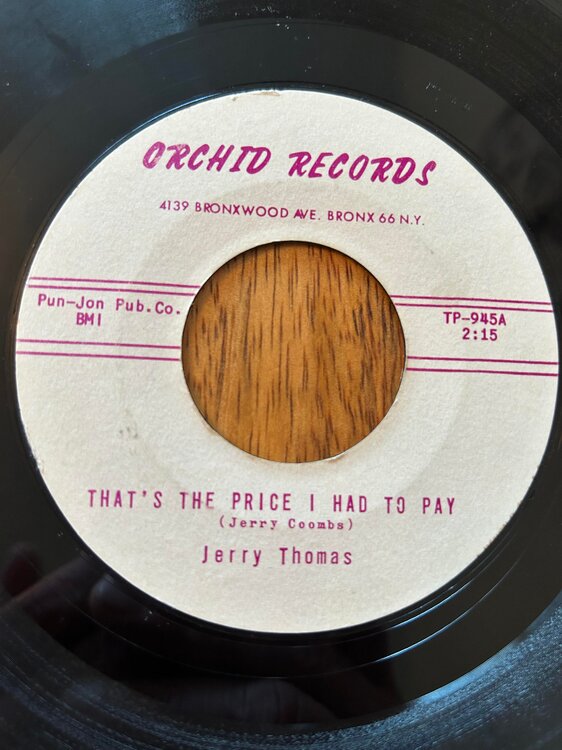 ORCHID RECORDS
4139 BRONXWOOD AVE. BRONX 66 N.Y.
Pun-Jon Pub.Co.
BMI
TP-945A
2:15
THAT'S THE PRICE I HAD TO PAY
(Jerry Coombs)
Jerry Thomas